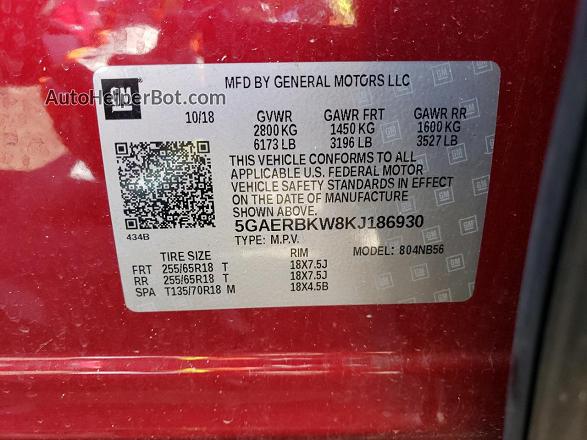 GM
MFD BY GENERAL MOTORS LLC
AutoHelperBot.com
10/18 GVWR GAWR FRT GAWR RR
2800 KG 1450 KG 1600 KG
6173 LB 3196 LB 3527 LB
THIS VEHICLE CONFORMS TO ALL
APPLICABLE U.S. FEDERAL MOTOR
VEHICLE SAFETY STANDARDS IN EFFECT
ON THE DATE OF MANUFACTURE
SHOWN ABOVE.
434B
5GAERBKW8KJ186930
TYPE: M.P.V. MODEL: 804NB56
TIRE SIZE RIM
FRT 255/65R18 T 18X7.5J
RR 255/65R18 T 18X7.5J
SPA T135/70R18 M 18X4.5B